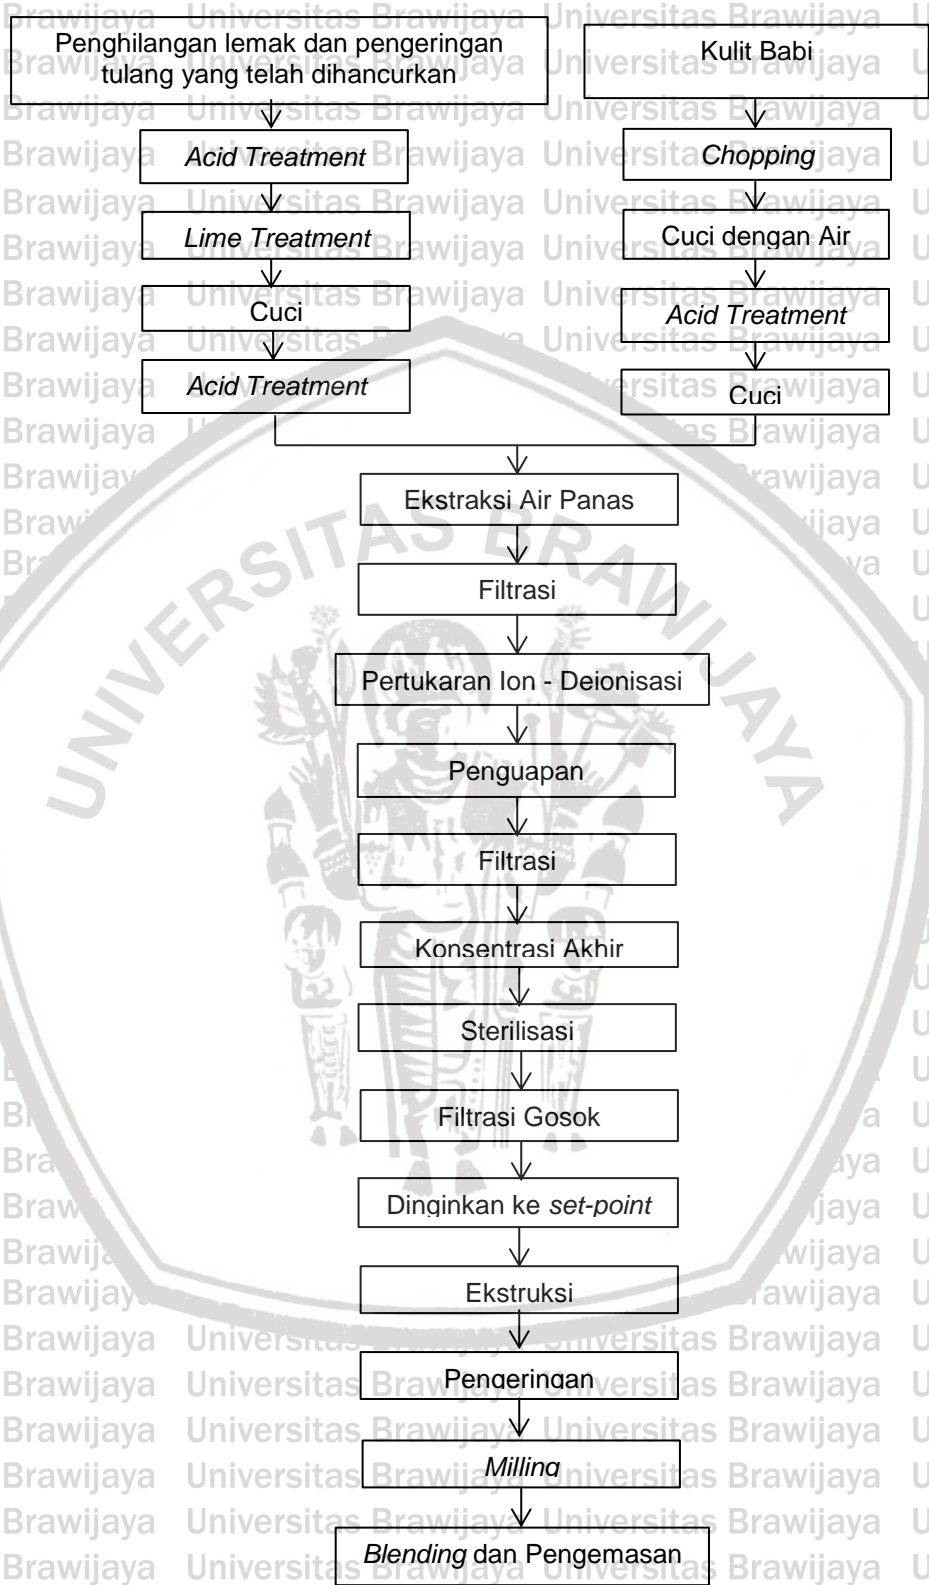 Penghilangan lemak dan pengeringan
tulang yang telah dihancurkan
Acid Treatment
Lime Treatment
Cuci
Acid Treatment
Kulit Babi
Chopping
Cuci dengan Air
Acid Treatment
Cuci
Ekstraksi Air Panas
Filtrasi
Pertukaran Ion - Deionisasi
Penguapan
Filtrasi
Konsentrasi Akhir
Sterilisasi
Filtrasi Gosok
Dinginkan ke set-point
Ekstruksi
Pengeringan
Milling
Blending dan Pengemasan
UNIVERSITAS BRAWIJAYA